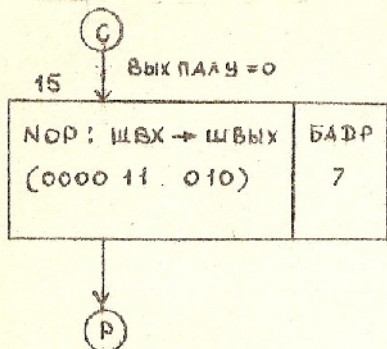 С
ВЫХ ПАЛУ = 0
15
NOP: ШВХ → ШВЫХ
(0000 11 . 010)
БАДР
7
Р